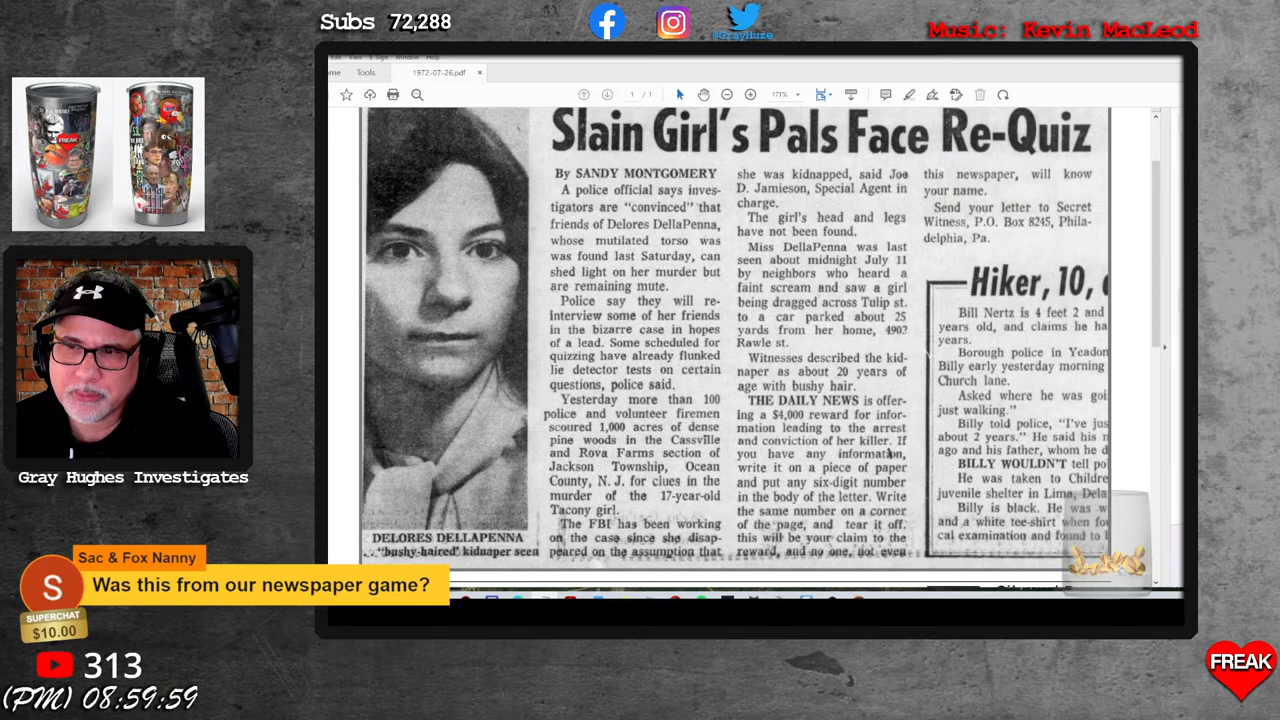 Subs 72,288
@GrayHuze
Music: Kevin MacLeod
Tools
1972-07-26.pdf
1 / 1
171%
FREAK
Slain Girl's Pals Face Re-Quiz
By SANDY MONTGOMERY
A police official says inves-
tigators are “convinced” that
friends of Delores DellaPenna,
whose mutilated torso was
was found last Saturday, can
shed light on her murder but
are remaining mute.
Police say they will re-
interview some of her friends
in the bizarre case in hopes
of a lead. Some scheduled for
quizzing have already flunked
lie detector tests on certain
questions, police said.
Yesterday more than 100
police and volunteer firemen
scoured 1,000 acres of dense
pine woods in the Cassville
and Rova Farms section of
Jackson Township, Ocean
County, N. J. for clues in the
murder of the 17-year-old
Tacony girl.
The FBI has been working
on the case since she disap-
peared on the assumption that
she was kidnapped, said Joe
D. Jamieson, Special Agent in
charge.
The girl's head and legs
have not been found.
Miss DellaPenna was last
seen about midnight July 11
by neighbors who heard a
faint scream and saw a girl
being dragged across Tulip st.
to a car parked about 25
yards from her home, 4902
Rawle st.
Witnesses described the kid-
naper as about 20 years of
age with bushy hair.
THE DAILY NEWS is offer-
ing a $4,000 reward for infor-
mation leading to the arrest
and conviction of her killer. If
you have any information,
write it on a piece of paper
and put any six-digit number
in the body of the letter. Write
the same number on a corner
of the page, and tear it off.
this will be your claim to the
reward, and no one, not even
this newspaper, will know
your name.
Send your letter to Secret
Witness, P.O. Box 8245, Phila-
delphia, Pa.
Hiker, 10,
Bill Nertz is 4 feet 2 and
years old, and claims he ha
years.
Borough police in Yeadon
Billy early yesterday morning
Church lane.
Asked where he was goi
just walking.”
Billy told police, “I've jus
about 2 years.” He said his
ago and his father, whom he d
BILLY WOULDN'T tell po
He was taken to Childre
juvenile shelter in Lima, Dela
Billy is black. He was w
and a white tee-shirt when fo
cal examination and found to
DELORES DELLAPENNA
. . . “bushy-haired” kidnaper seen
Gray Hughes Investigates
Sac & Fox Nanny
S
Was this from our newspaper game?
SUPERCHAT
$10.00
313
(PM) 08:59:59
FREAK